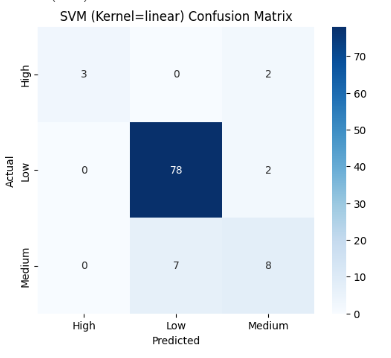 SVM (Kernel=linear) Confusion Matrix
High
3
0
2
Low
0
78
2
Medium
0
7
8
High
Low
Medium
Predicted
Actual
70
60
50
40
30
20
10
0